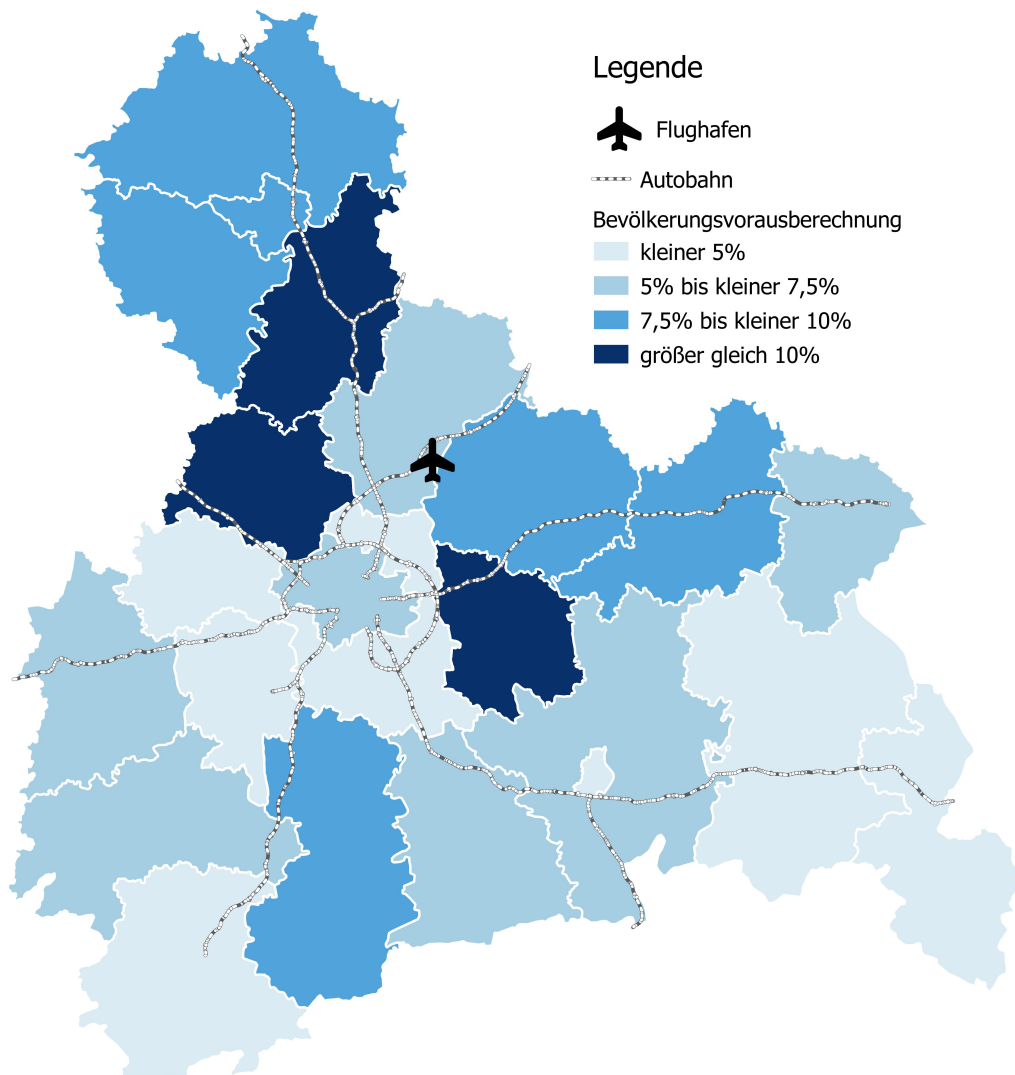 Legende
Flughafen
Autobahn
Bevölkerungsvorausberechnung
kleiner 5%
5% bis kleiner 7,5%
7,5% bis kleiner 10%
größer gleich 10%